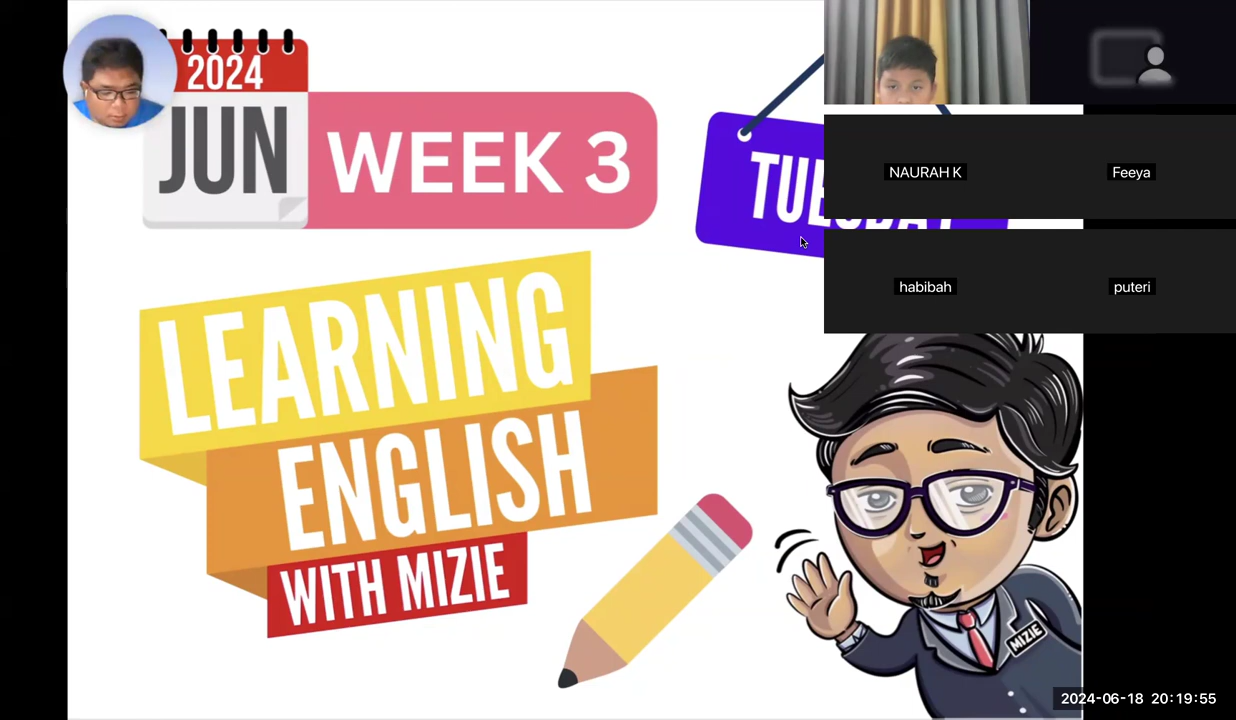 2024
JUN
WEEK 3
TUESDAY
LEARNING
ENGLISH
WITH MIZIE
MIZIE
NAURAH K
Feeya
habibah
puteri
2024-06-18 20:19:55